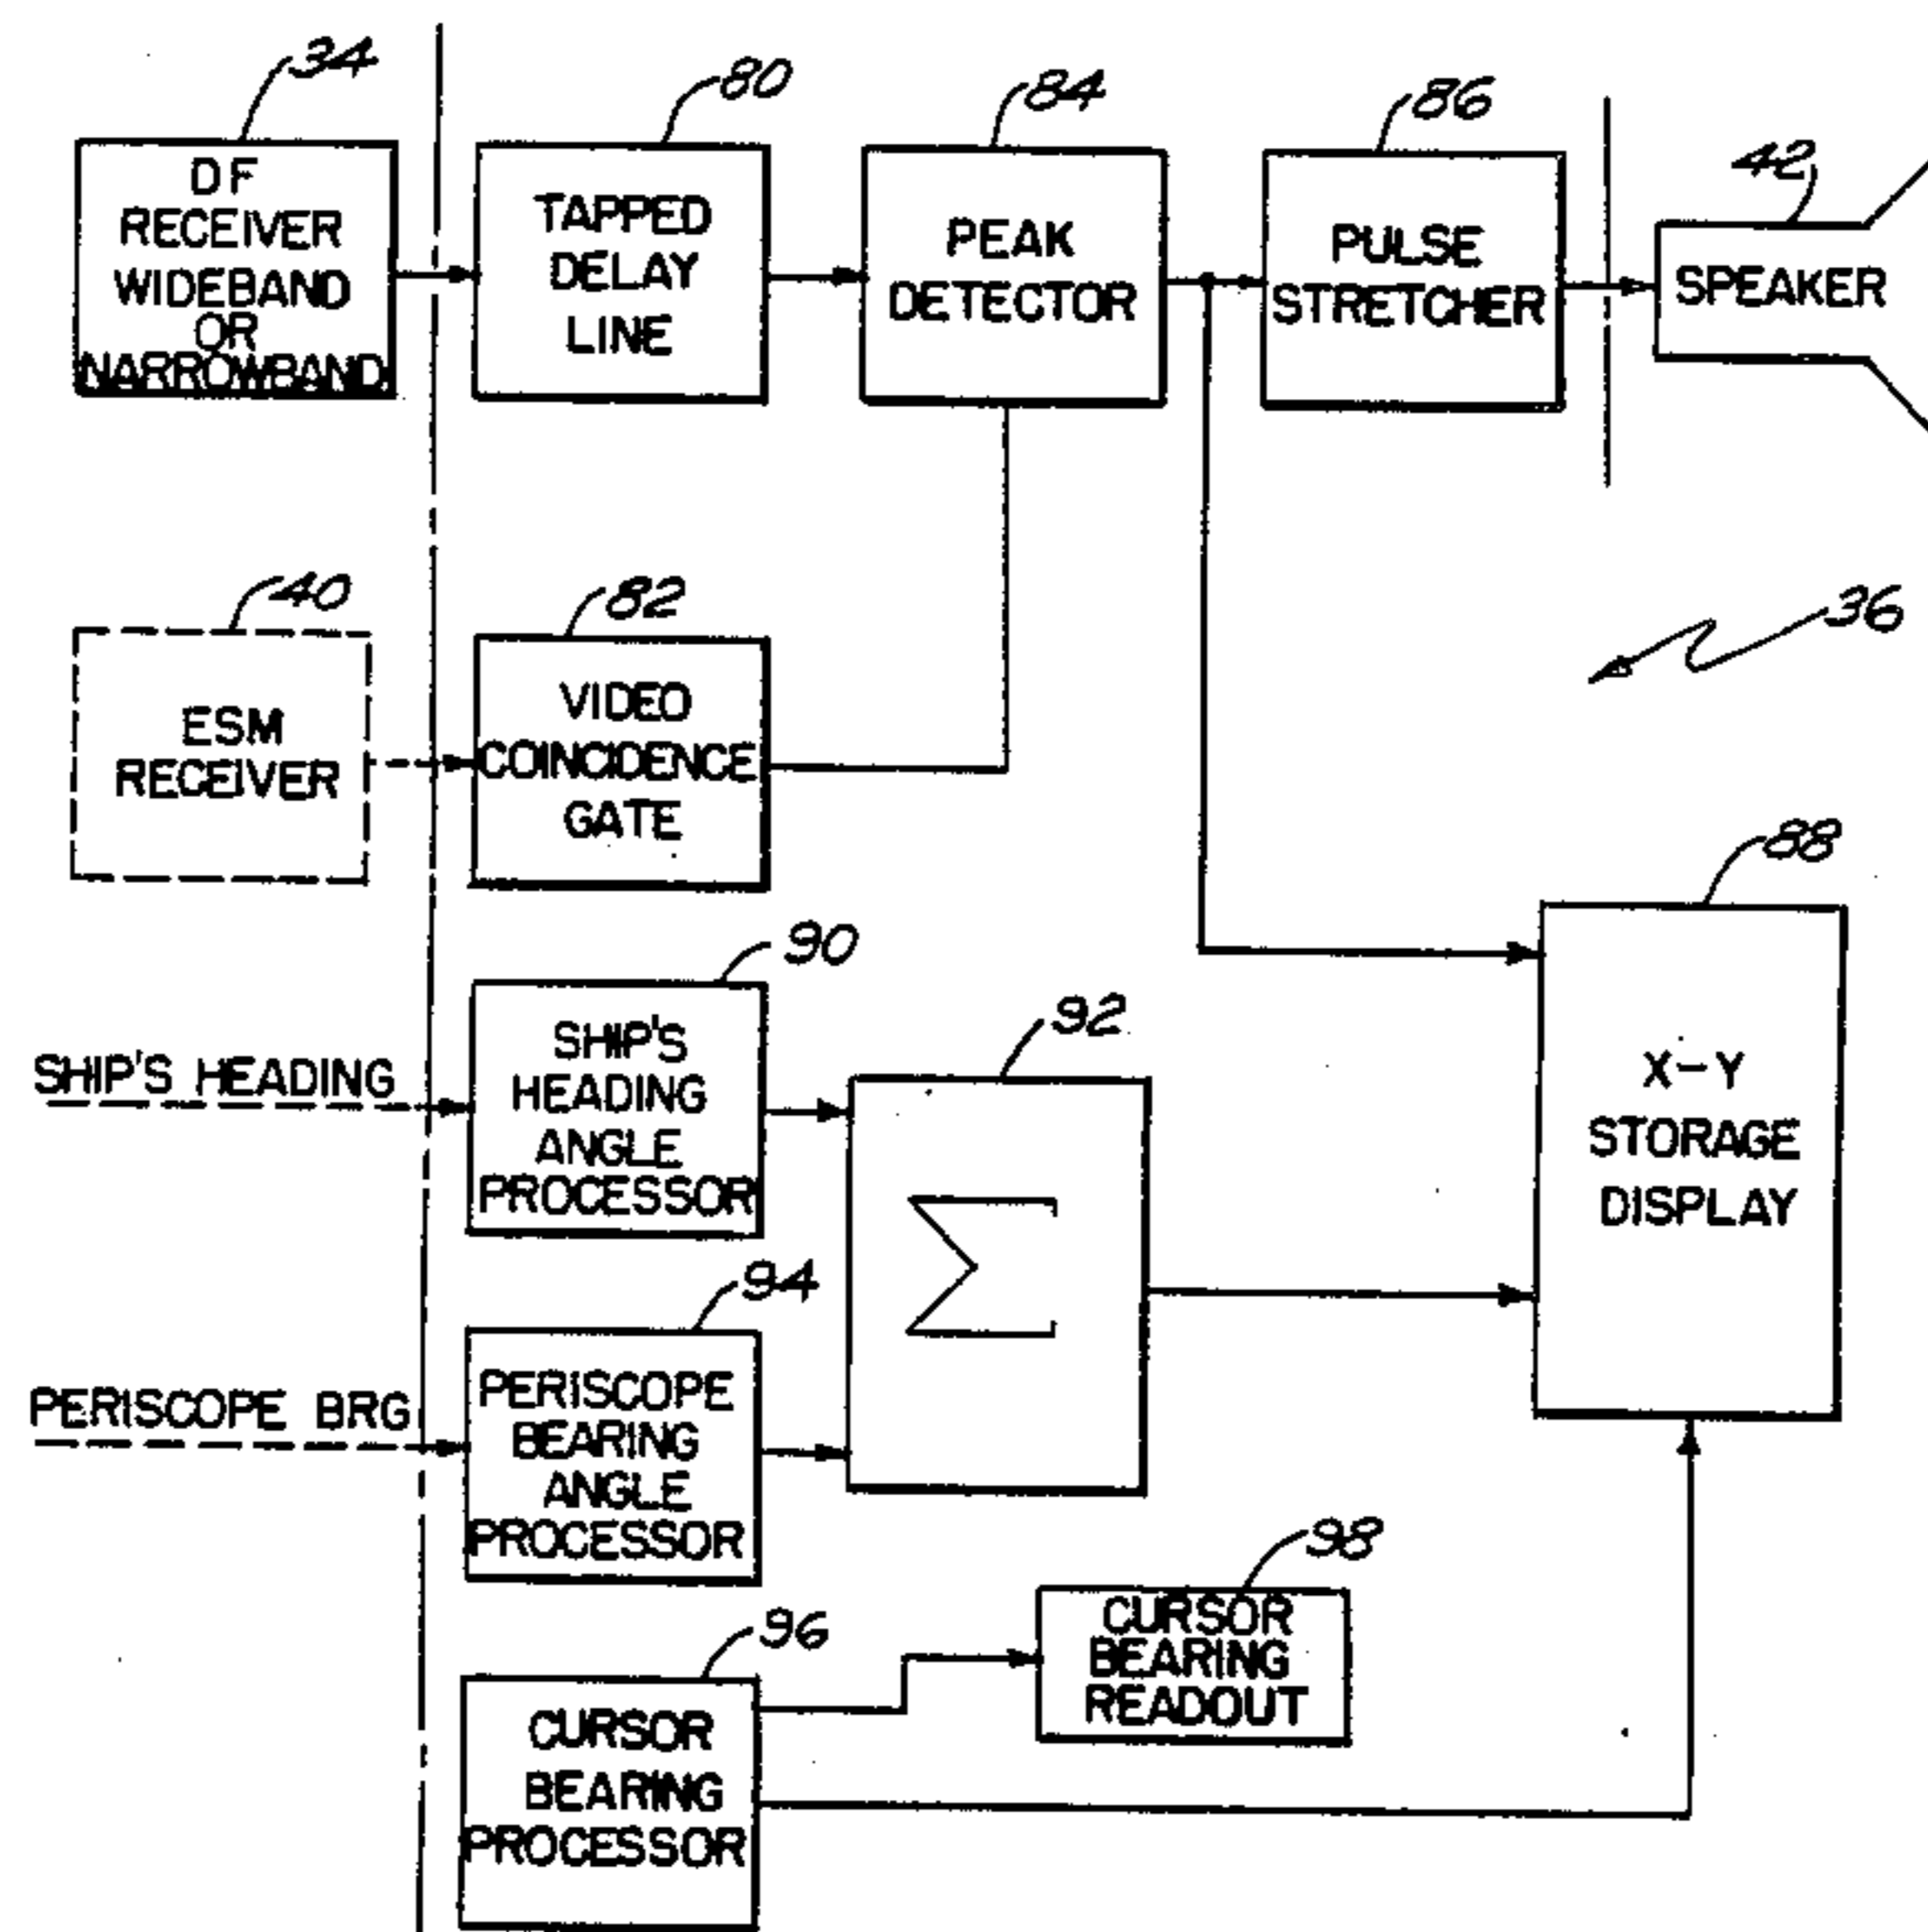 34
80
84
86
42
DF
RECEIVER
WIDEBAND
OR
NARROWBAND
TAPPED
DELAY
LINE
PEAK
DETECTOR
PULSE
STRETCHER
SPEAKER
40
82
36
ESM
RECEIVER
VIDEO
COINCIDENCE
GATE
88
90
92
SHIP'S HEADING
SHIP'S
HEADING
ANGLE
PROCESSOR
Σ
X-Y
STORAGE
DISPLAY
94
PERISCOPE BRG
PERISCOPE
BEARING
ANGLE
PROCESSOR
98
CURSOR
BEARING
READOUT
96
CURSOR
BEARING
PROCESSOR